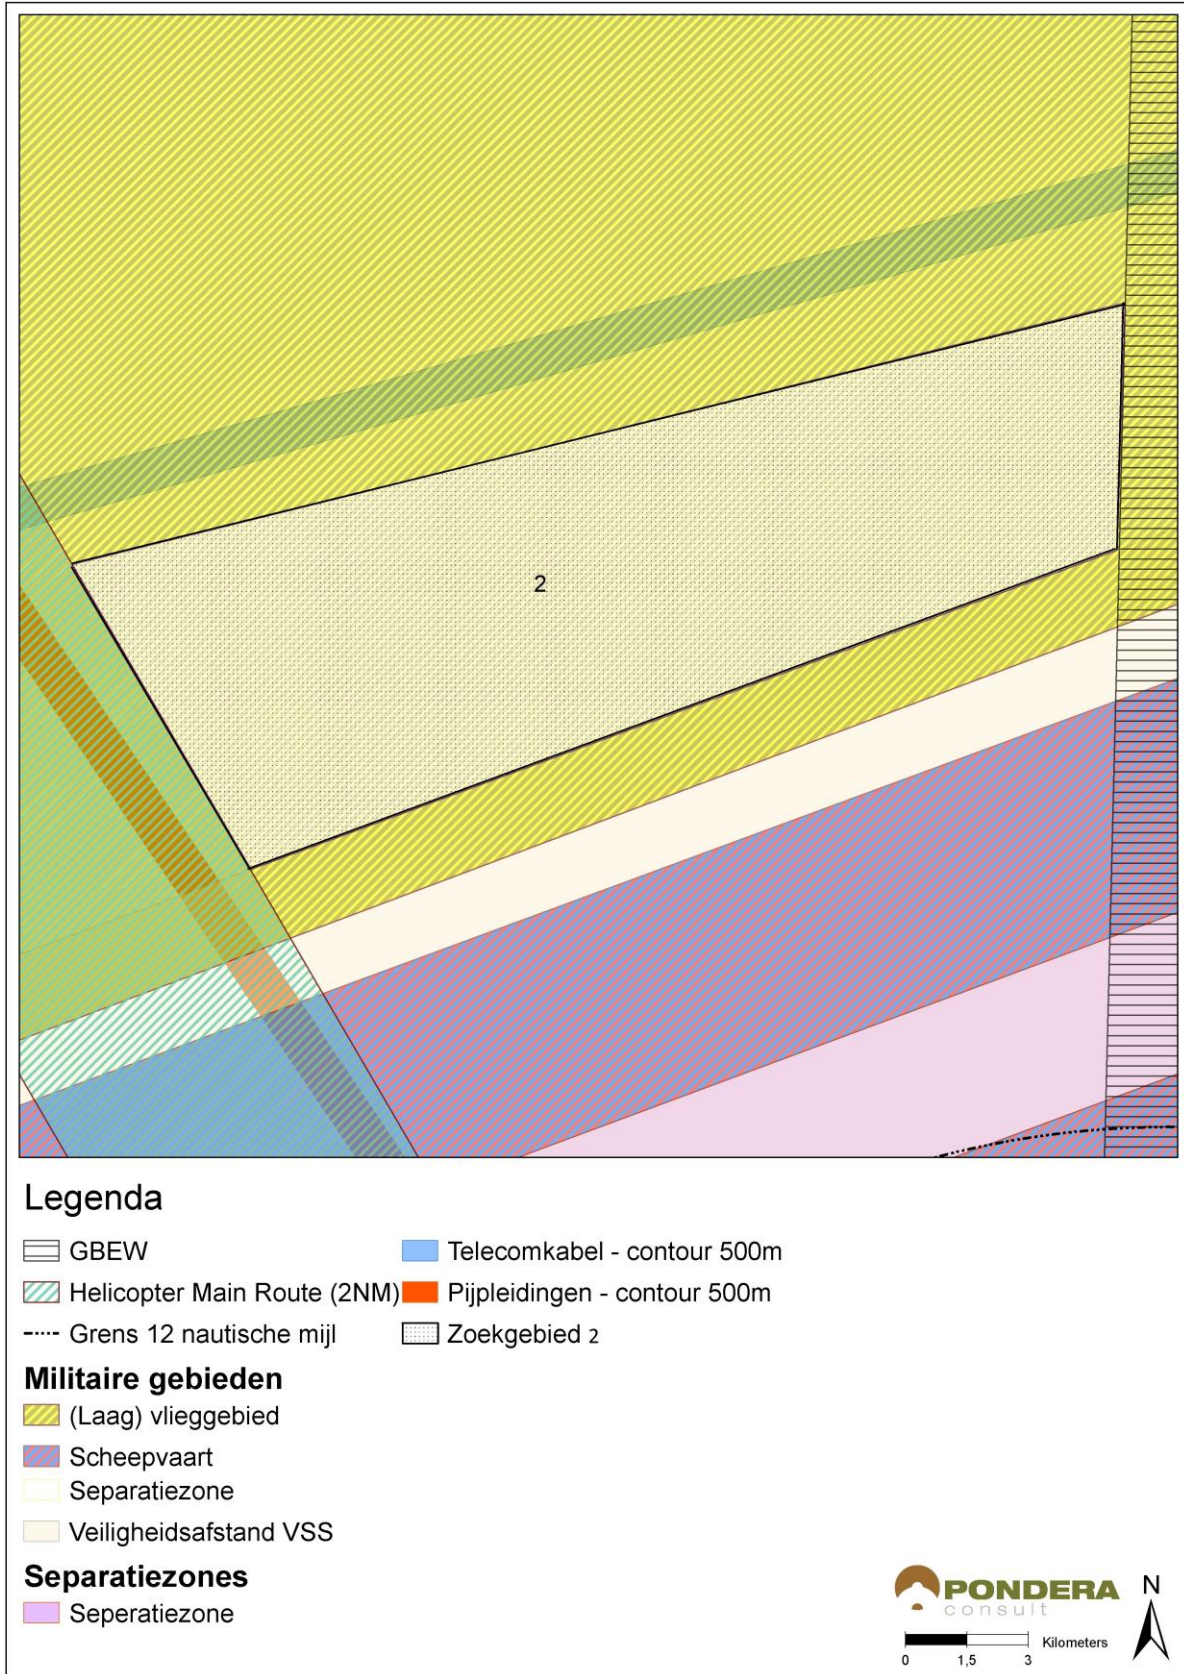 2
Legenda
GBEW
Helicopter Main Route (2NM)
Grens 12 nautische mijl
Telecomkabel - contour 500m
Pijpleidingen - contour 500m
Zoekgebied 2
Militaire gebieden
(Laag) vlieggebied
Scheepvaart
Separatiezone
Veiligheidsafstand VSS
Separatiezones
Seperatiezone
PONDERA
consult
N
Kilometers
0 1,5 3